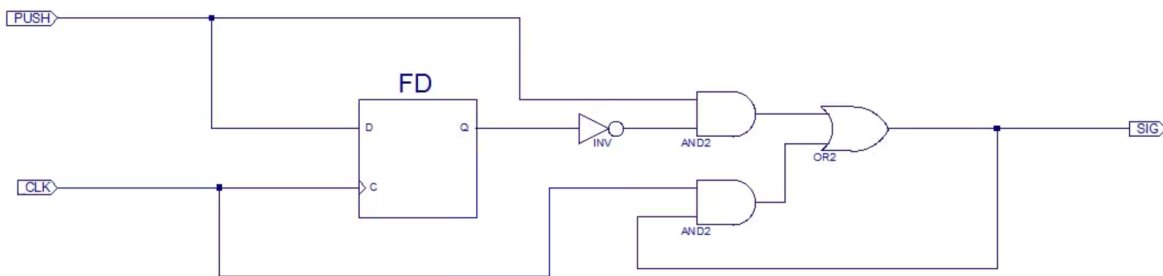 PUSH
FD
D
Q
INV
AND2
OR2
SIG
CLK
C
AND2